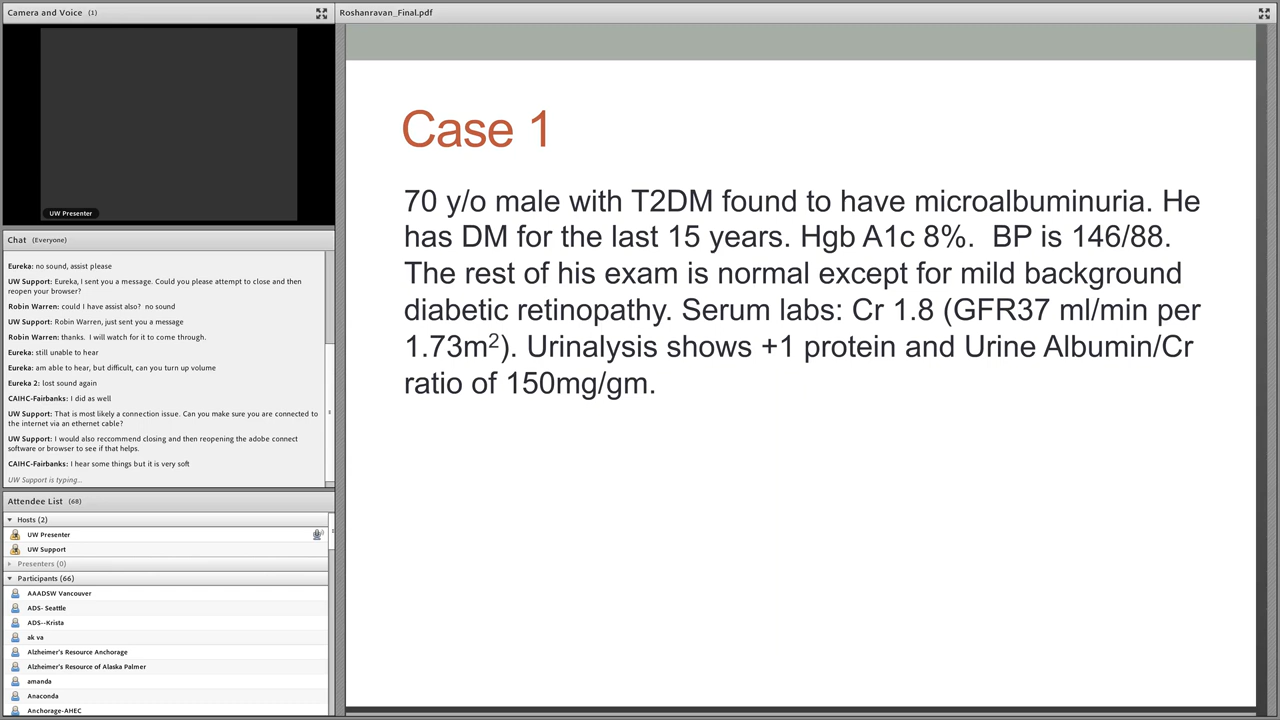 Camera and Voice (1)
UW Presenter
Chat (Everyone)
Eureka: no sound, assist please
UW Support: Eureka, I sent you a message. Could you please attempt to close and then
reopen your browser?
Robin Warren: could I have assist also?  no sound
UW Support: Robin Warren, just sent you a message
Robin Warren: thanks.  I will watch for it to come through.
Eureka: still unable to hear
Eureka: am able to hear, but difficult, can you turn up volume
Eureka 2: lost sound again
CAIHC-Fairbanks: I did as well
UW Support: That is most likely a connection issue. Can you make sure you are connected to
the internet via an ethernet cable?
UW Support: I would also reccommend closing and then reopening the adobe connect
software or browser to see if that helps.
CAIHC-Fairbanks: I hear some things but it is very soft
UW Support is typing...
Attendee List (68)
Hosts (2)
UW Presenter
UW Support
Presenters (0)
Participants (66)
AAADSW Vancouver
ADS- Seattle
ADS--Krista
ak va
Alzheimer's Resource Anchorage
Alzheimer's Resource of Alaska Palmer
amanda
Anaconda
Anchorage-AHEC
Roshanravan_Final.pdf
Case 1
70 y/o male with T2DM found to have microalbuminuria. He
has DM for the last 15 years. Hgb A1c 8%.  BP is 146/88.
The rest of his exam is normal except for mild background
diabetic retinopathy. Serum labs: Cr 1.8 (GFR37 ml/min per
1.73m²). Urinalysis shows +1 protein and Urine Albumin/Cr
ratio of 150mg/gm.